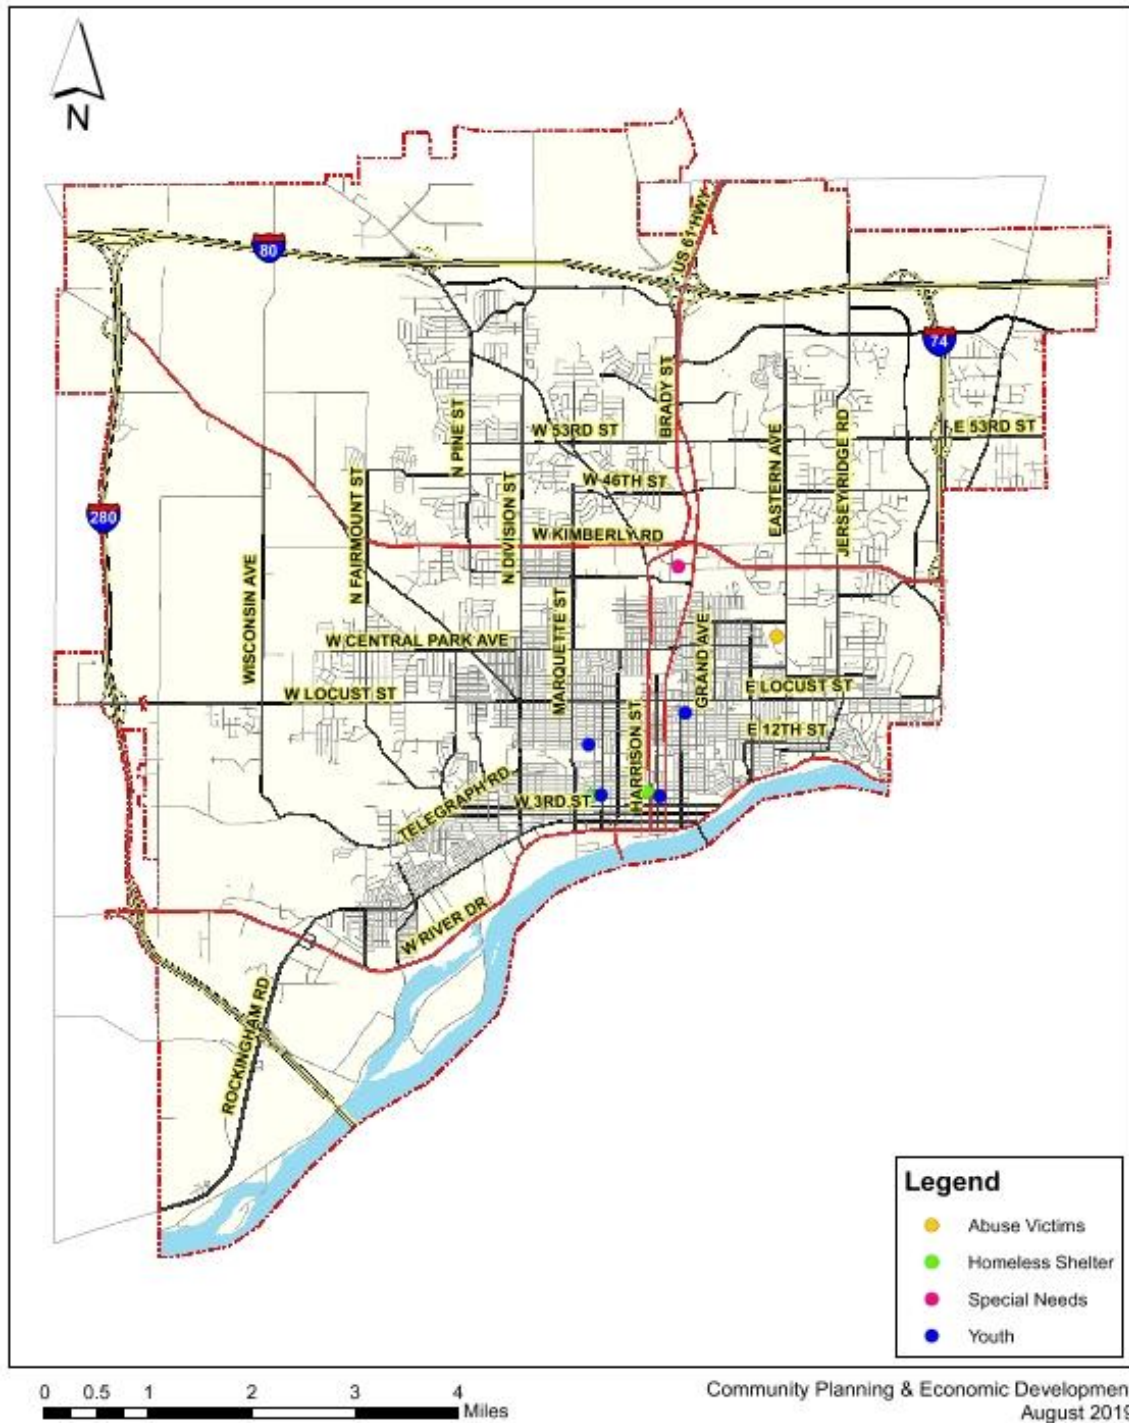 N
80
US 61 HWY
74
BRADY ST
N PINE ST
W 53RD ST
E 53RD ST
EASTERN AVE
JERSEY RIDGE RD
W 46TH ST
N FAIRMOUNT ST
N DIVISION ST
280
W KIMBERLY RD
WISCONSIN AVE
MARQUETTE ST
GRAND AVE
W CENTRAL PARK AVE
W LOCUST ST
E LOCUST ST
HARRISON ST
E 12TH ST
TELEGRAPH RD
W 3RD ST
W RIVER DR
ROCKINGHAM RD
Legend
Abuse Victims
Homeless Shelter
Special Needs
Youth
0 0.5 1 2 3 4
Miles
Community Planning & Economic Development
August 2019